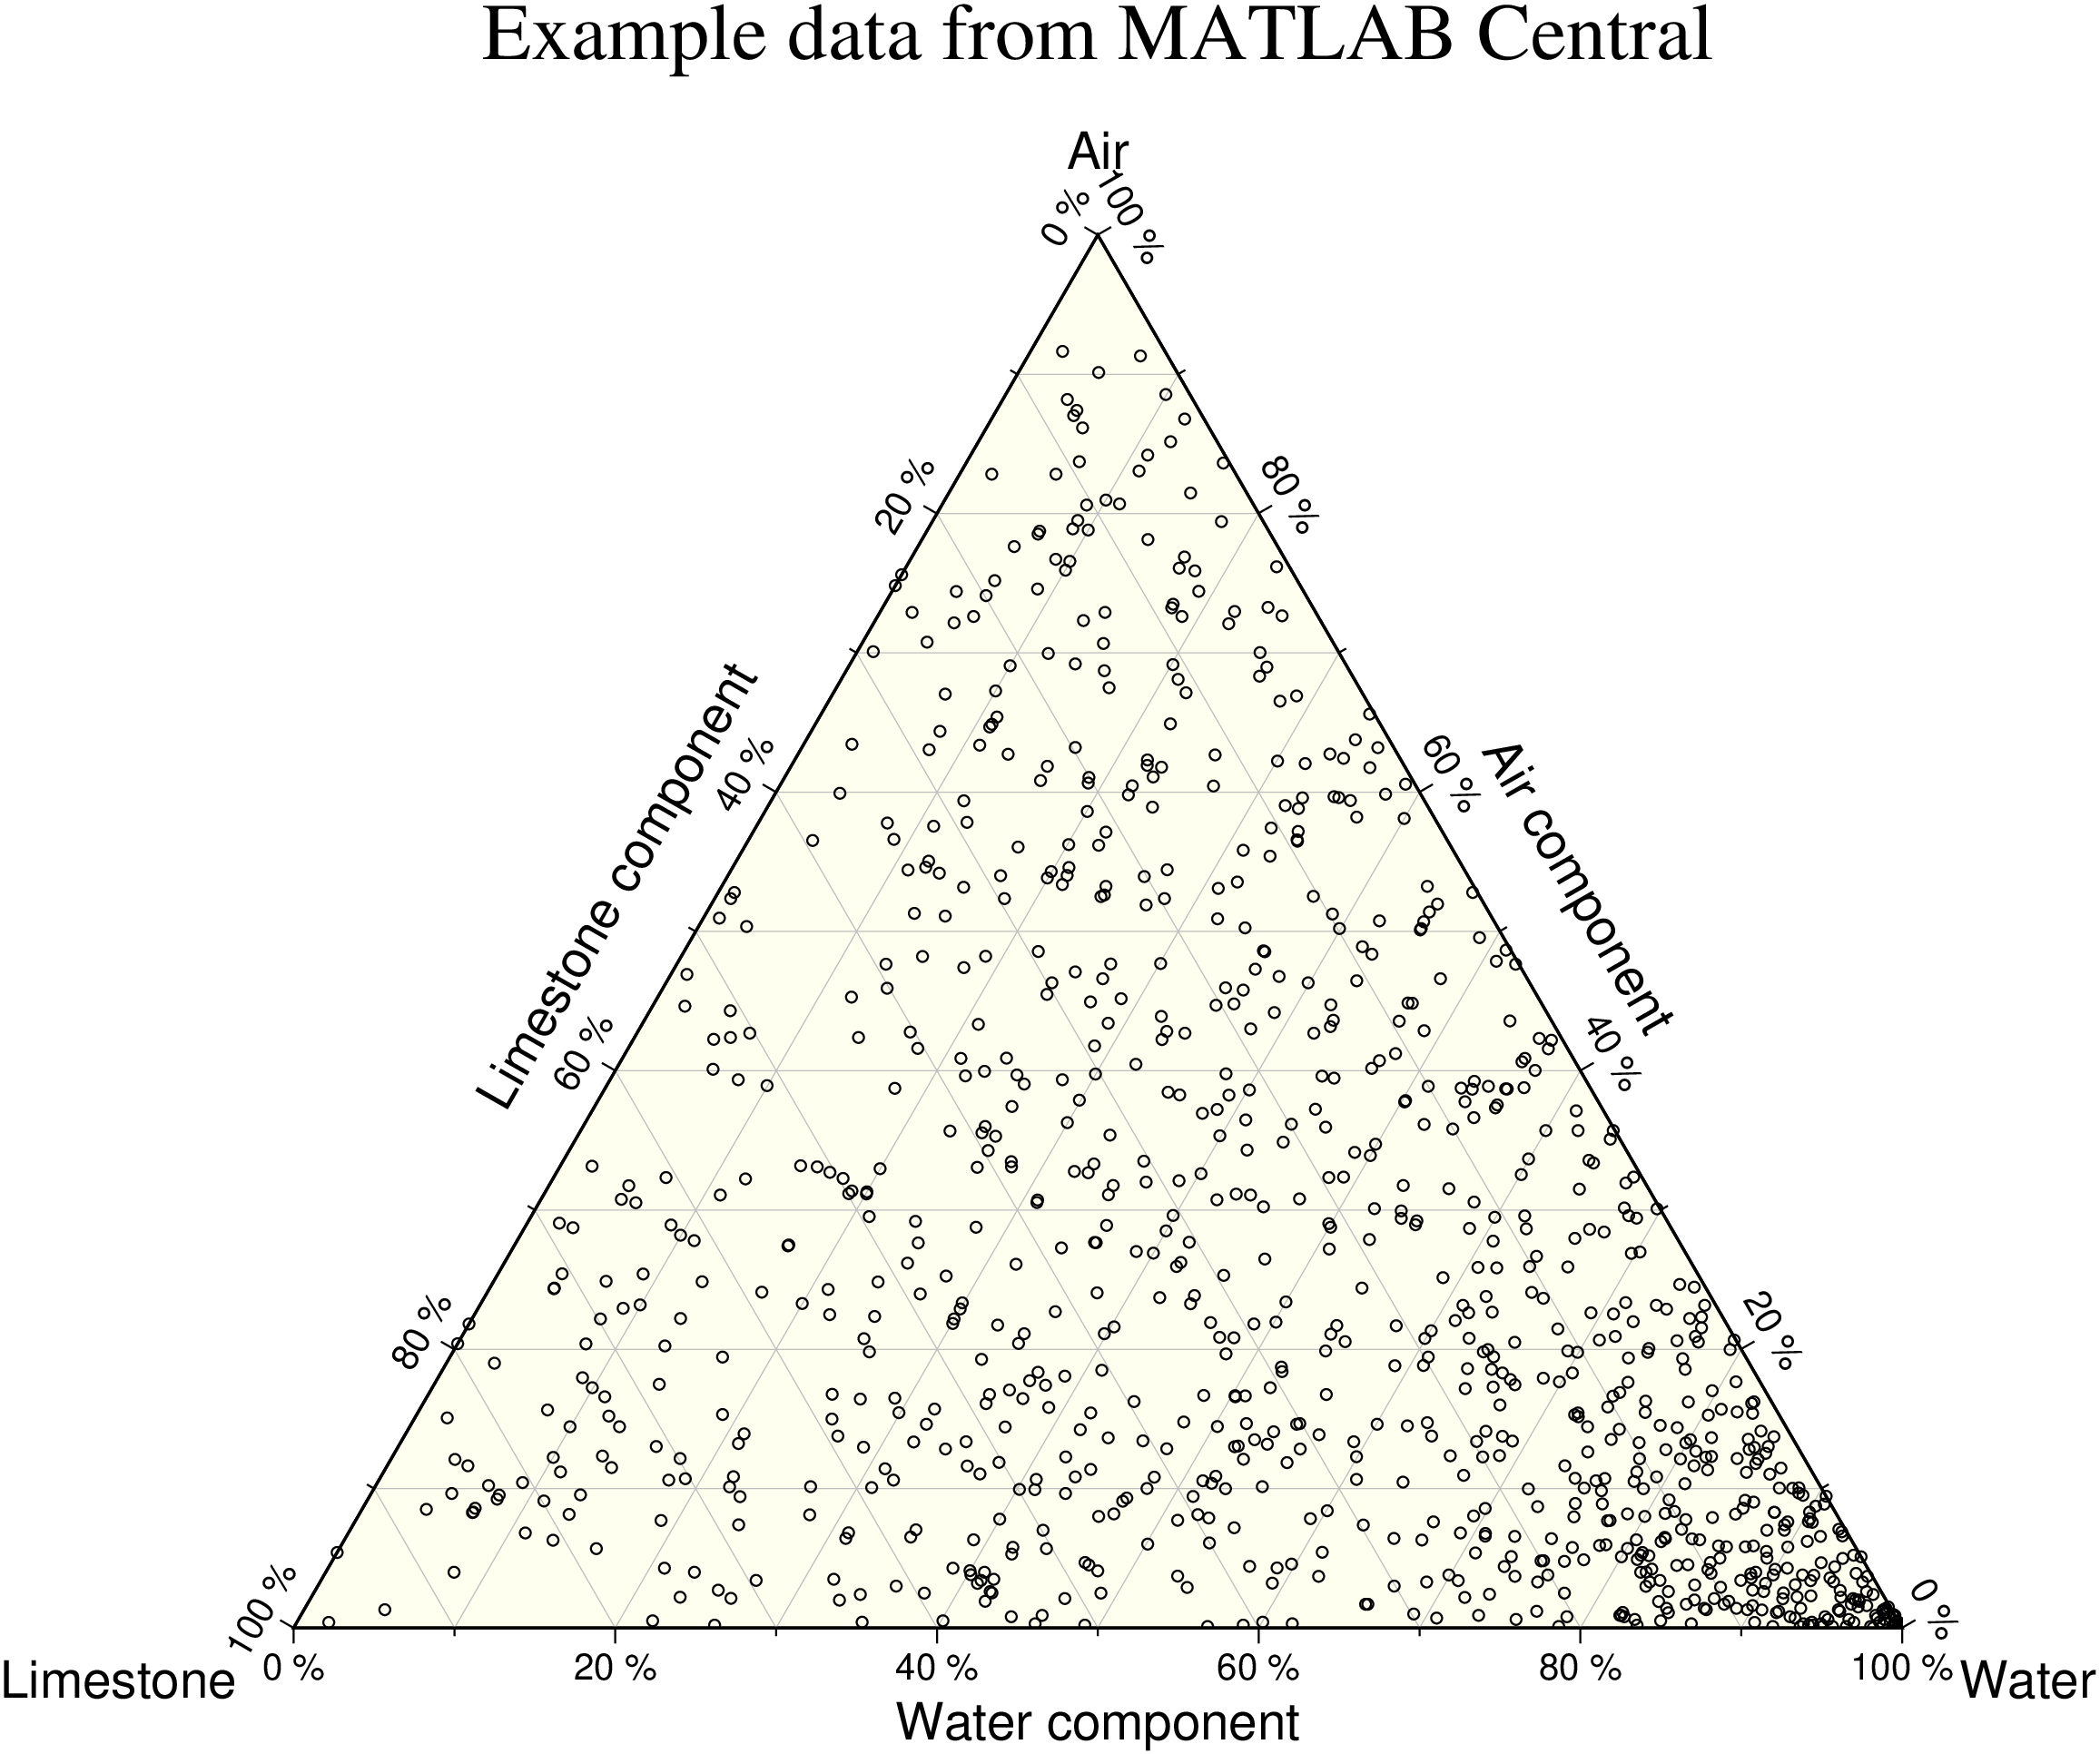 Example data from MATLAB Central
Air
0 %
100 %
20 %
80 %
Limestone component
40 %
60 %
Air component
60 %
40 %
80 %
20 %
100 %
0 %
Limestone
0 %
20 %
40 %
60 %
80 %
100 %
Water
Water component